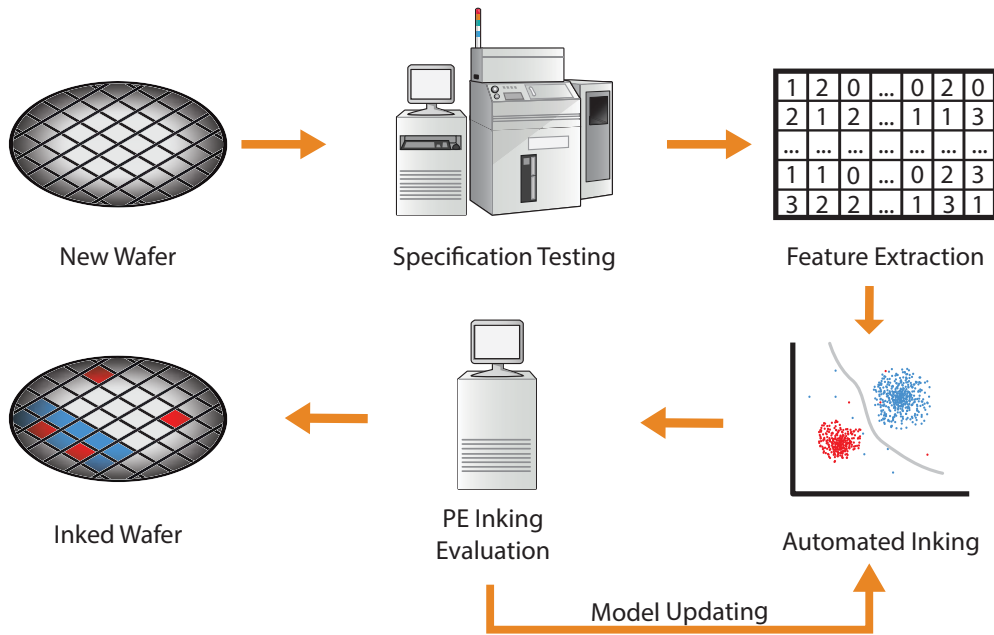 1 2 0 ... 0 2 0
2 1 2 ... 1 1 3
... ... ... ... ... ... ...
1 1 0 ... 0 2 3
3 2 2 ... 1 3 1
New Wafer
Specification Testing
Feature Extraction
Inked Wafer
PE Inking
Evaluation
Automated Inking
Model Updating